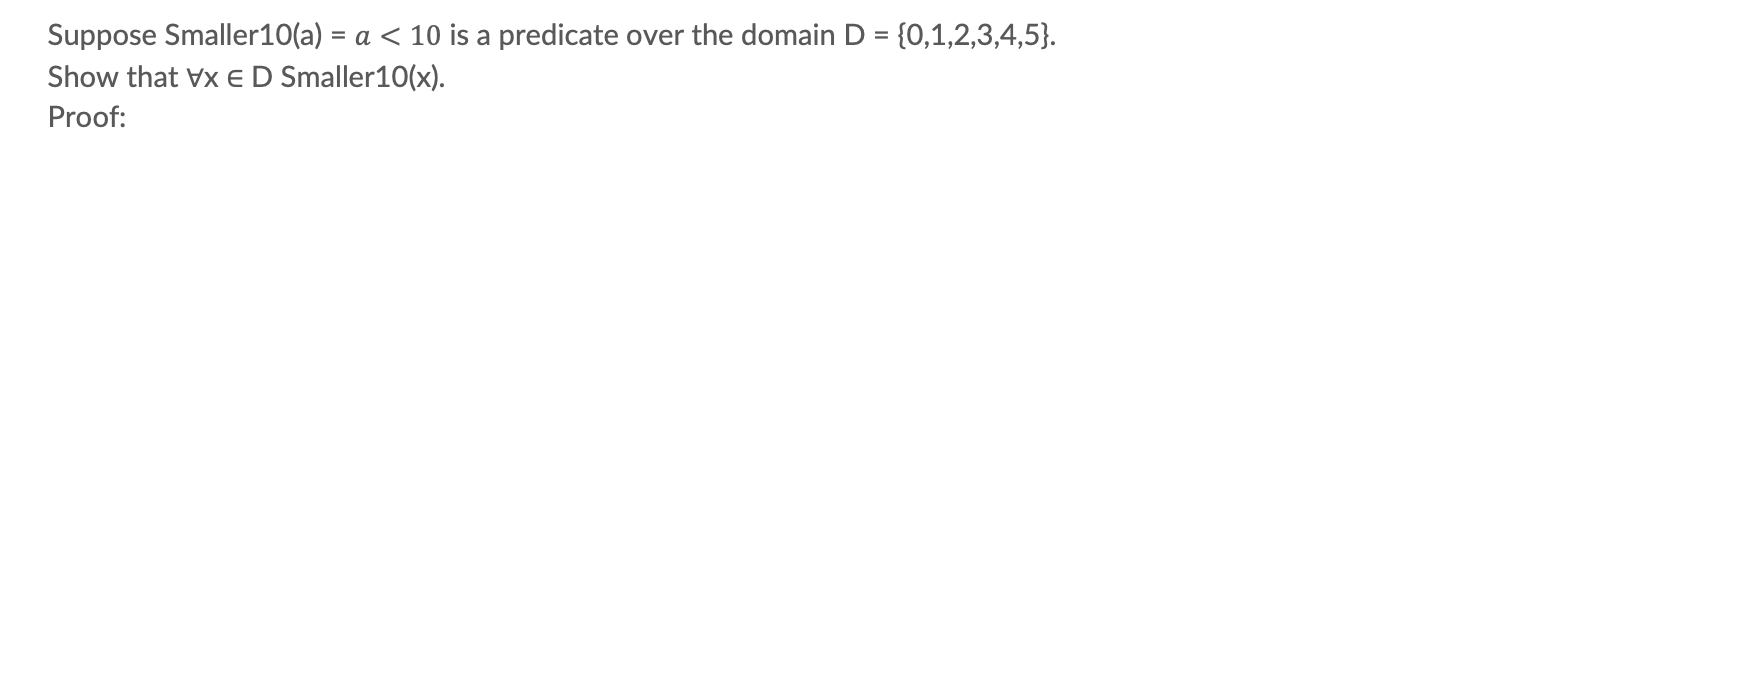 Suppose Smaller10(a) = a < 10 is a predicate over the domain D = {0,1,2,3,4,5}.
Show that ∀x ∈ D Smaller10(x).
Proof: